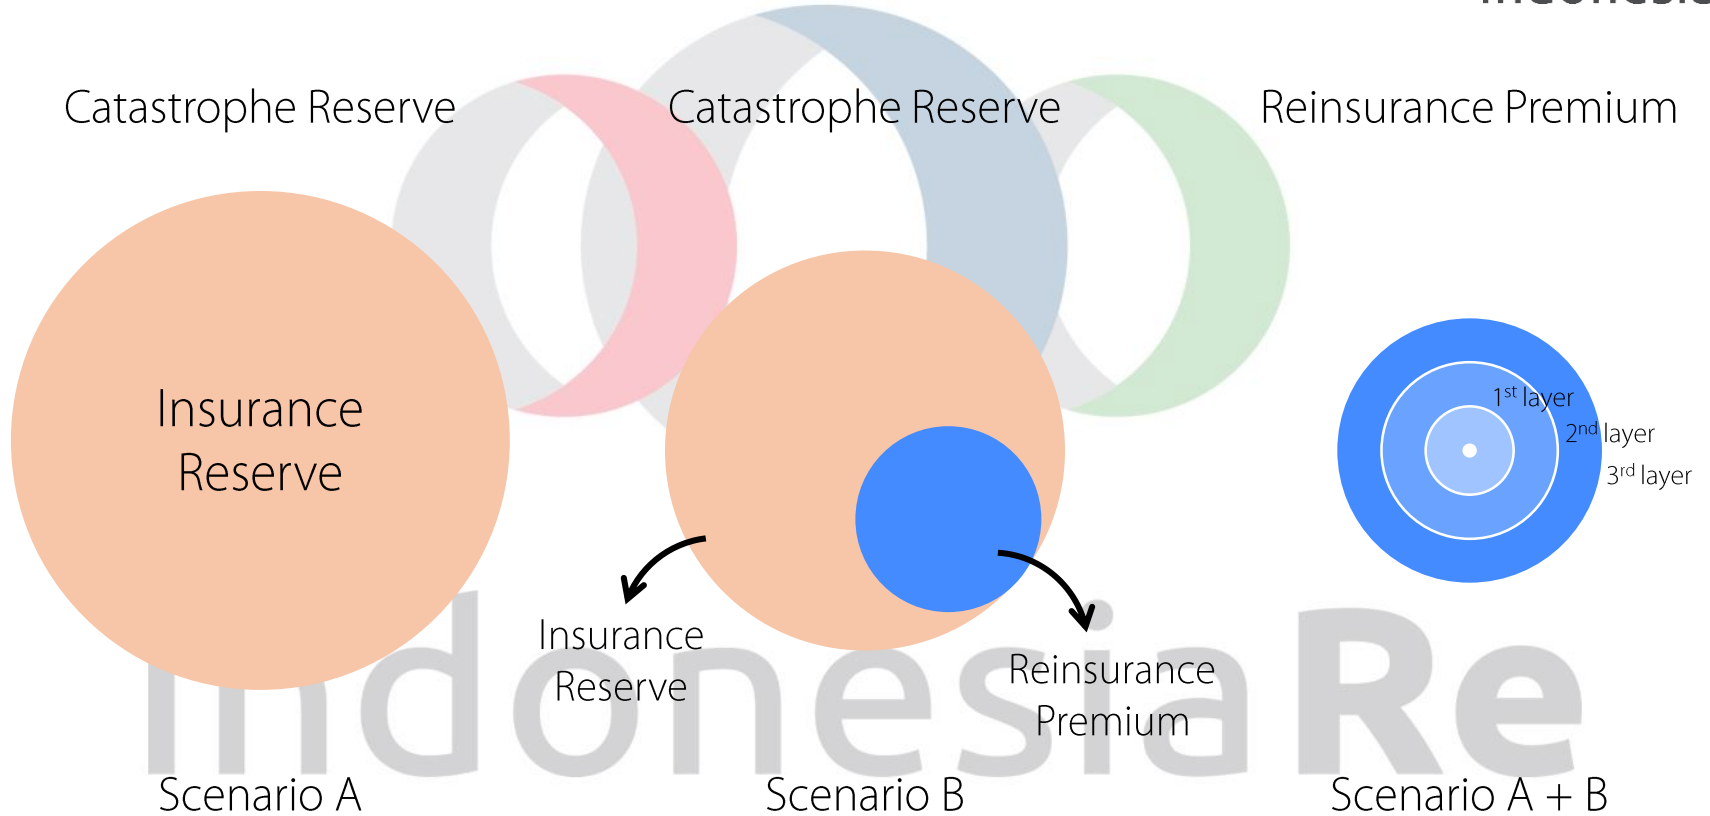 Catastrophe Reserve
Catastrophe Reserve
Reinsurance Premium
Insurance
Reserve
1st layer
2nd layer
3rd layer
Insurance
Reserve
Reinsurance
Premium
IndonesiaRe
Scenario A
Scenario B
Scenario A + B